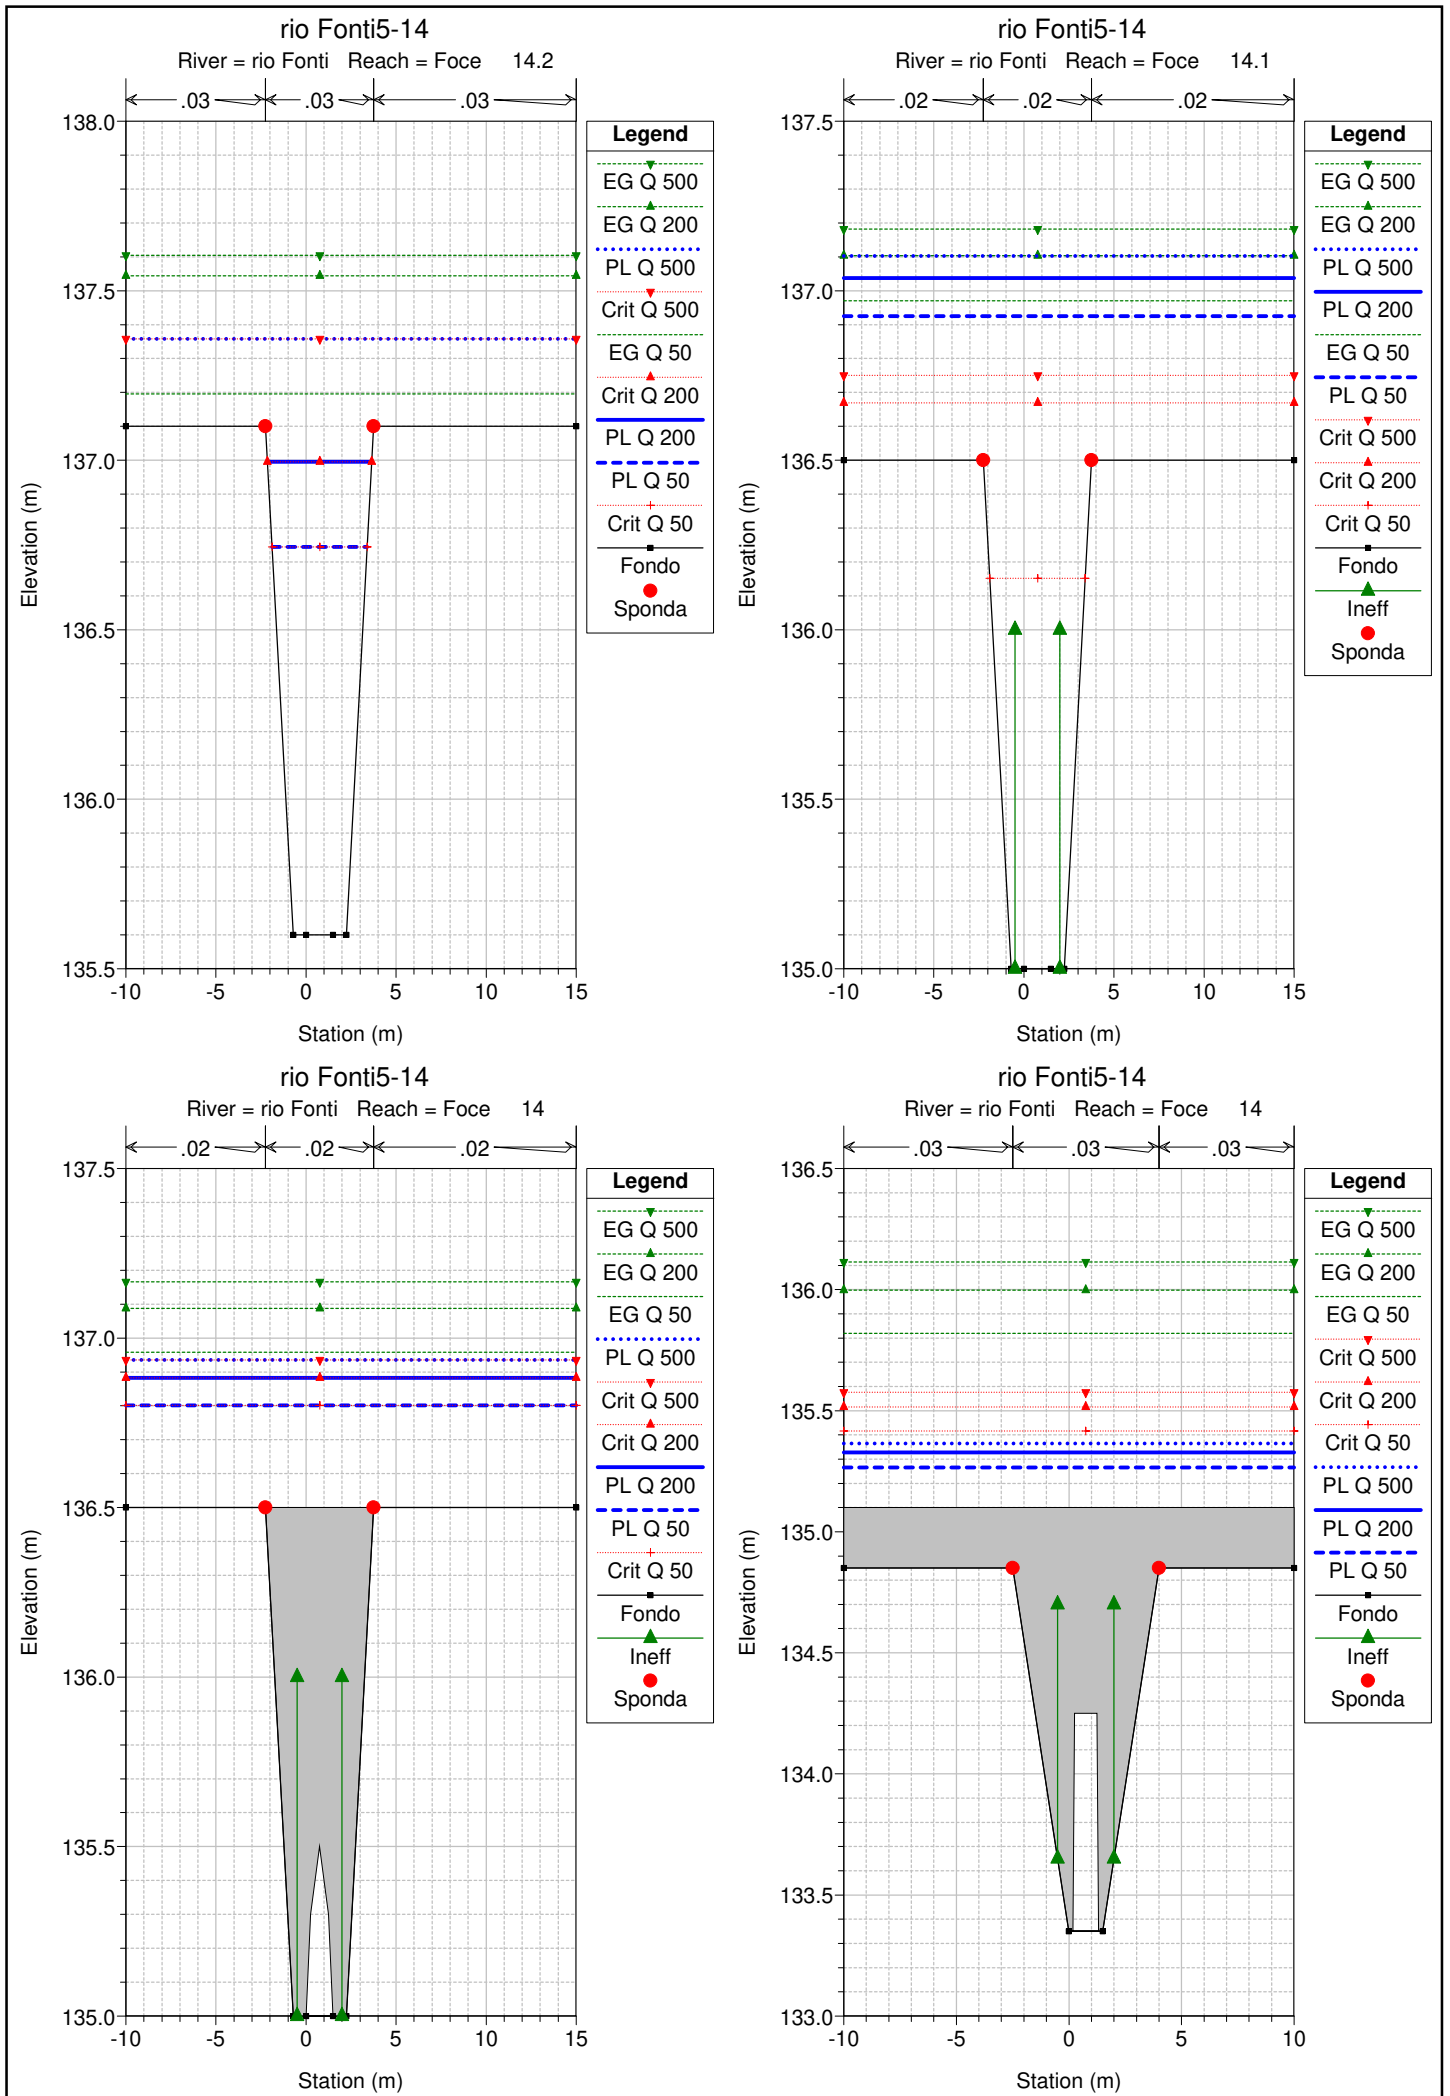 rio Fonti5-14
River = rio Fonti Reach = Foce 14.2
.03 .03 .03
138.0
137.5
137.0
136.5
136.0
135.5
Elevation (m)
-10 -5 0 5 10 15
Station (m)
Legend
EG Q 500
EG Q 200
PL Q 500
Crit Q 500
EG Q 50
Crit Q 200
PL Q 200
PL Q 50
Crit Q 50
Fondo
Sponda
rio Fonti5-14
River = rio Fonti Reach = Foce 14.1
.02 .02 .02
137.5
137.0
136.5
136.0
135.5
135.0
Elevation (m)
-10 -5 0 5 10 15
Station (m)
Legend
EG Q 500
EG Q 200
PL Q 500
PL Q 200
EG Q 50
PL Q 50
Crit Q 500
Crit Q 200
Crit Q 50
Fondo
Ineff
Sponda
rio Fonti5-14
River = rio Fonti Reach = Foce 14
.02 .02 .02
137.5
137.0
136.5
136.0
135.5
135.0
Elevation (m)
-10 -5 0 5 10 15
Station (m)
Legend
EG Q 500
EG Q 200
EG Q 50
PL Q 500
Crit Q 500
Crit Q 200
PL Q 200
PL Q 50
Crit Q 50
Fondo
Ineff
Sponda
rio Fonti5-14
River = rio Fonti Reach = Foce 14
.03 .03 .03
136.5
136.0
135.5
135.0
134.5
134.0
133.5
133.0
Elevation (m)
-10 -5 0 5 10
Station (m)
Legend
EG Q 500
EG Q 200
EG Q 50
Crit Q 500
Crit Q 200
Crit Q 50
PL Q 500
PL Q 200
PL Q 50
Fondo
Ineff
Sponda